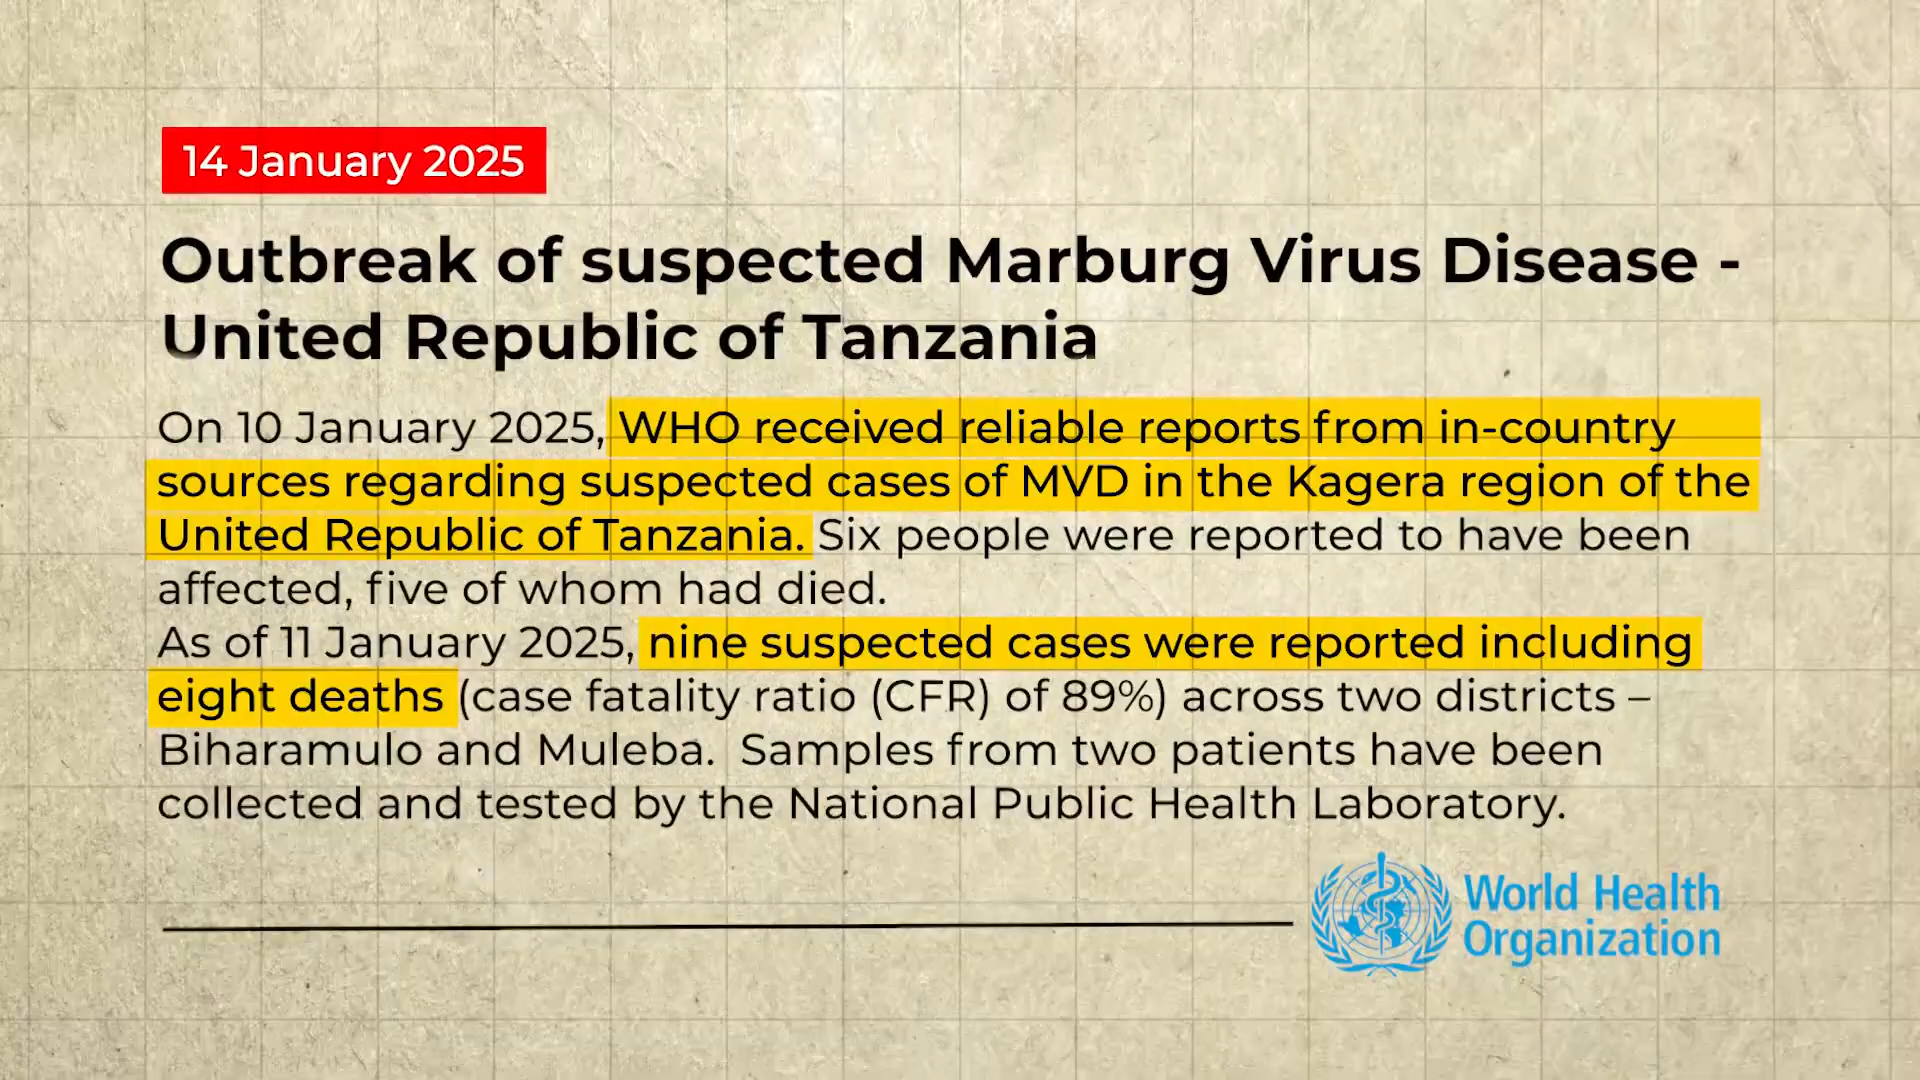 14 January 2025
Outbreak of suspected Marburg Virus Disease -
United Republic of Tanzania
On 10 January 2025, WHO received reliable reports from in-country
sources regarding suspected cases of MVD in the Kagera region of the
United Republic of Tanzania. Six people were reported to have been
affected, five of whom had died.
As of 11 January 2025, nine suspected cases were reported including
eight deaths (case fatality ratio (CFR) of 89%) across two districts –
Biharamulo and Muleba. Samples from two patients have been
collected and tested by the National Public Health Laboratory.
World Health
Organization